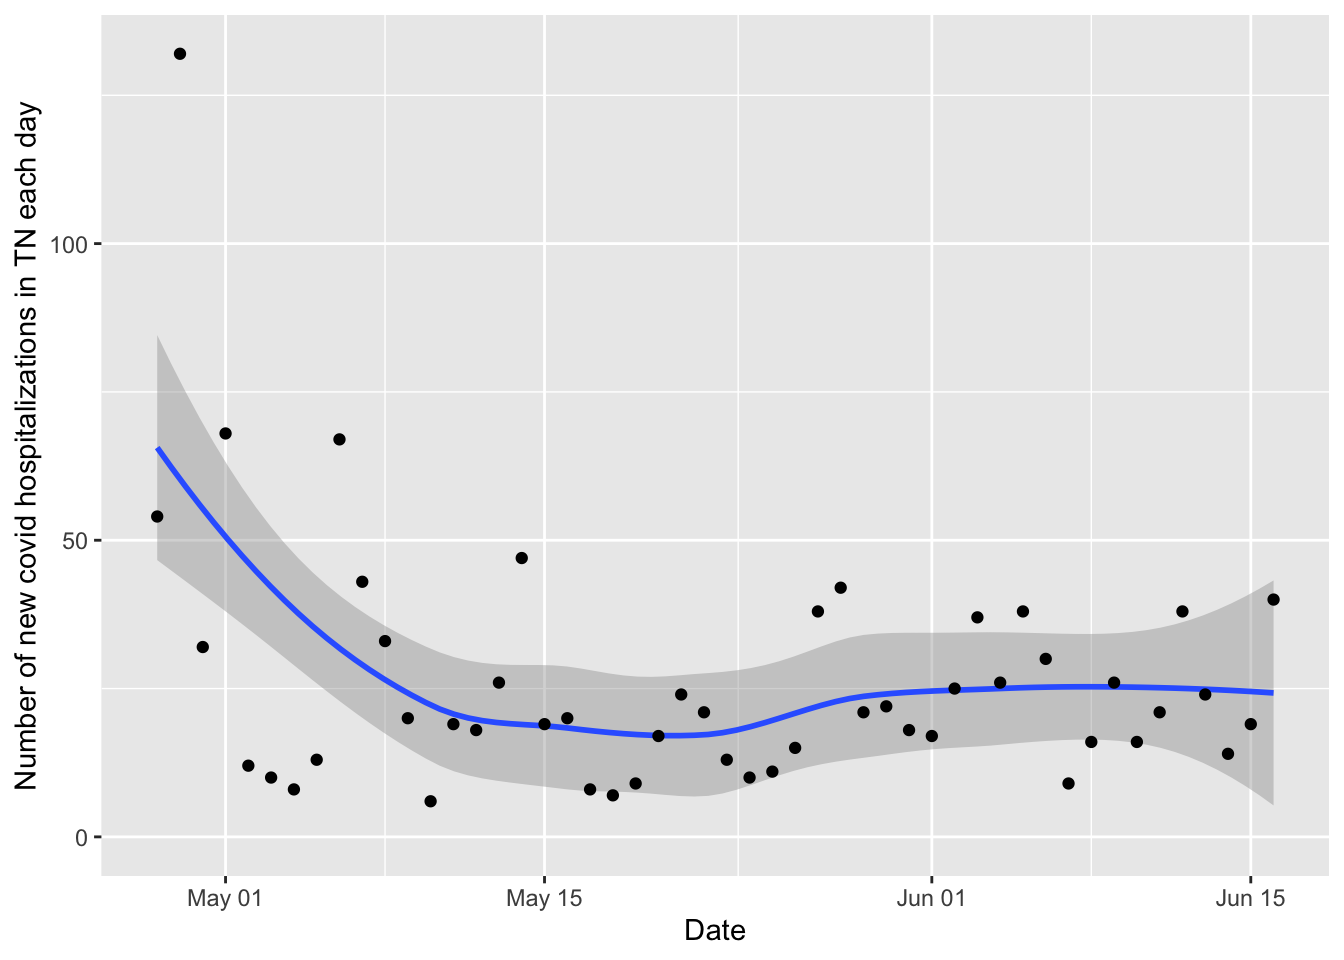 Number of new covid hospitalizations in TN each day
100
50
0
May 01
May 15
Jun 01
Jun 15
Date